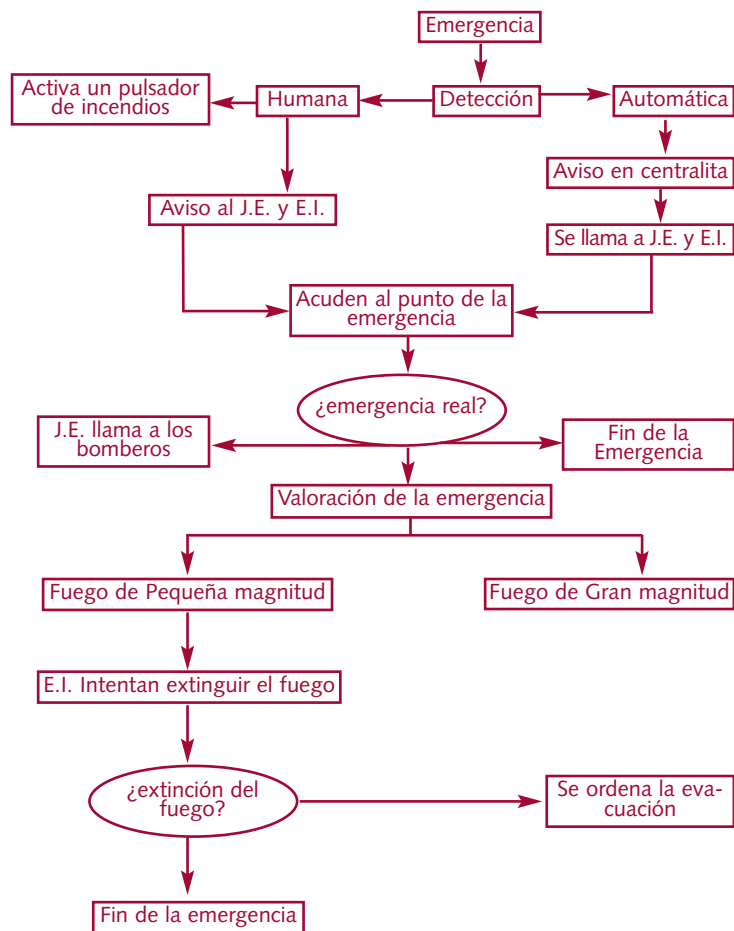 Emergencia
Activa un pulsador
de incendios
Humana
Detección
Automática
Aviso en centralita
Aviso al J.E. y E.I.
Se llama a J.E. y E.I.
Acuden al punto de la
emergencia
¿emergencia real?
J.E. llama a los
bomberos
Fin de la
Emergencia
Valoración de la emergencia
Fuego de Pequeña magnitud
Fuego de Gran magnitud
E.I. Intentan extinguir el fuego
¿extinción del
fuego?
Se ordena la eva-
cuación
Fin de la emergencia